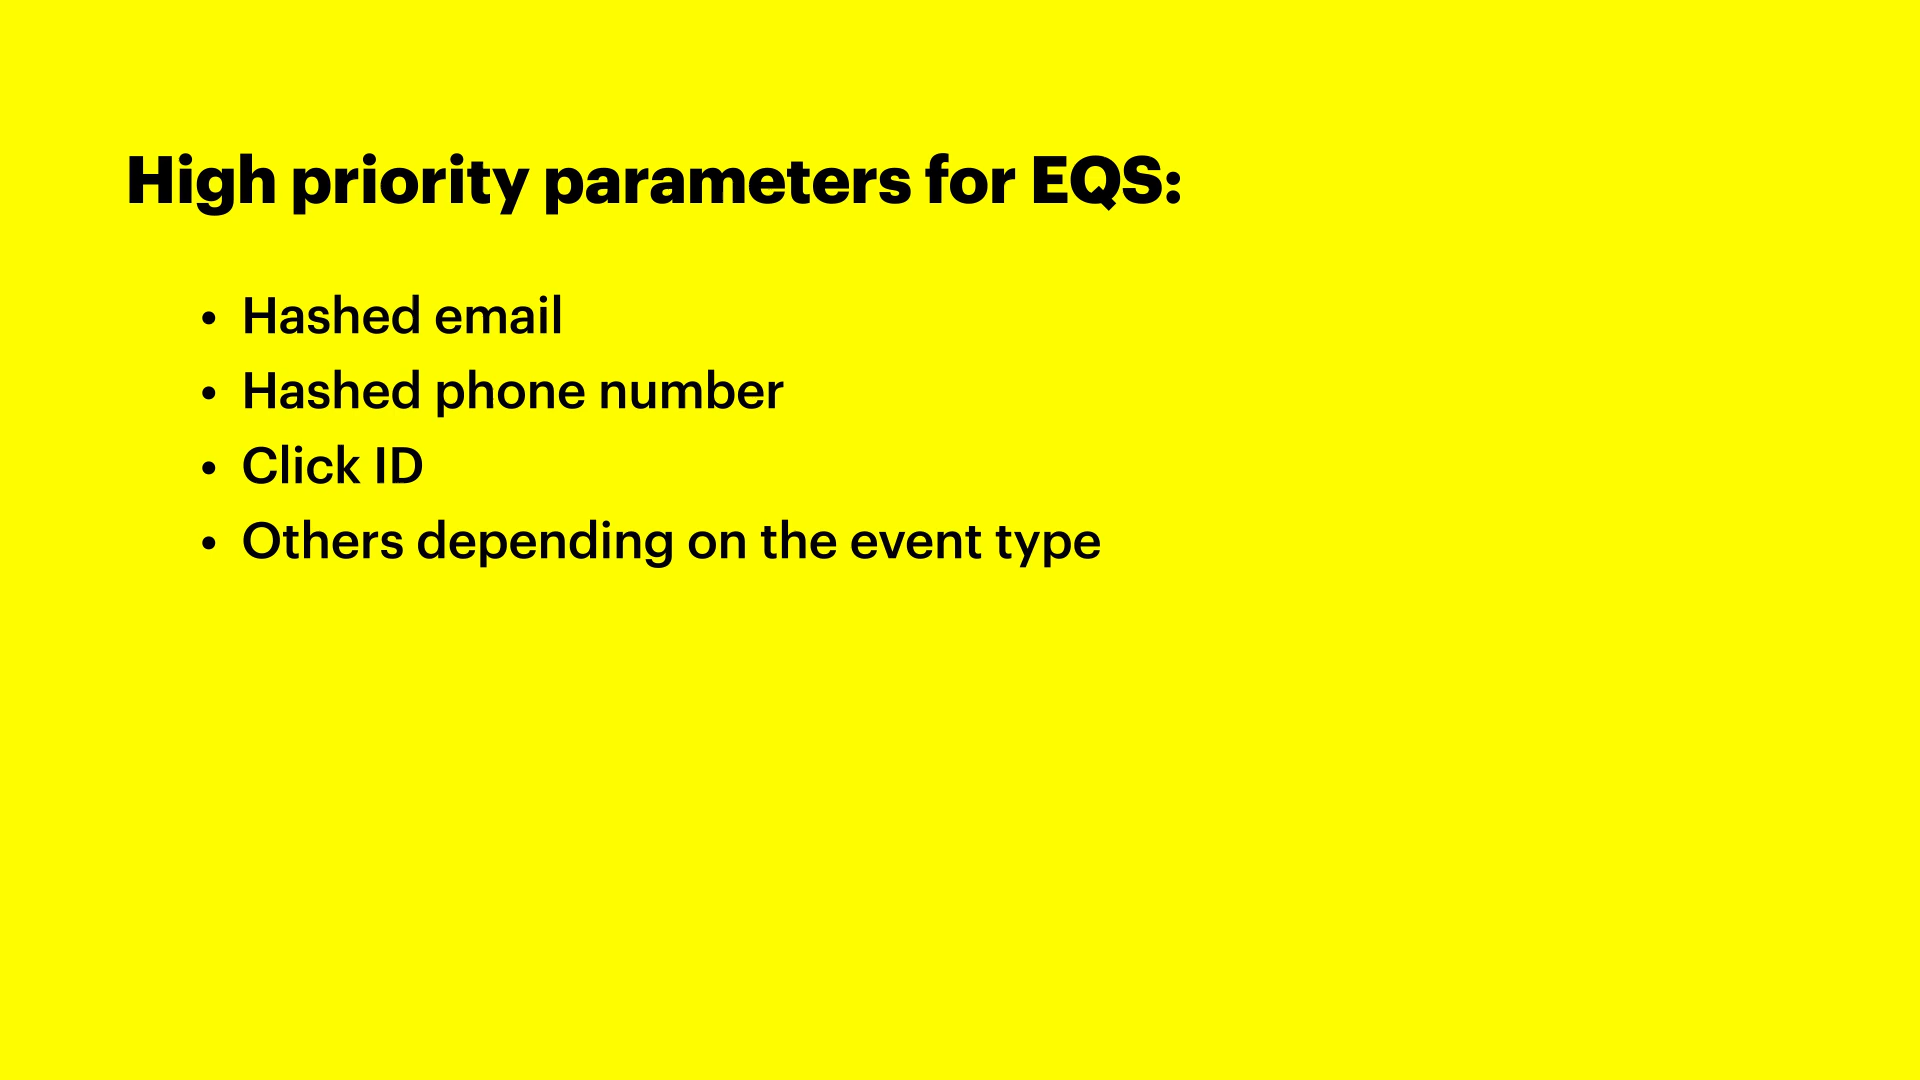 High priority parameters for EQS:
• Hashed email
• Hashed phone number
• Click ID
• Others depending on the event type